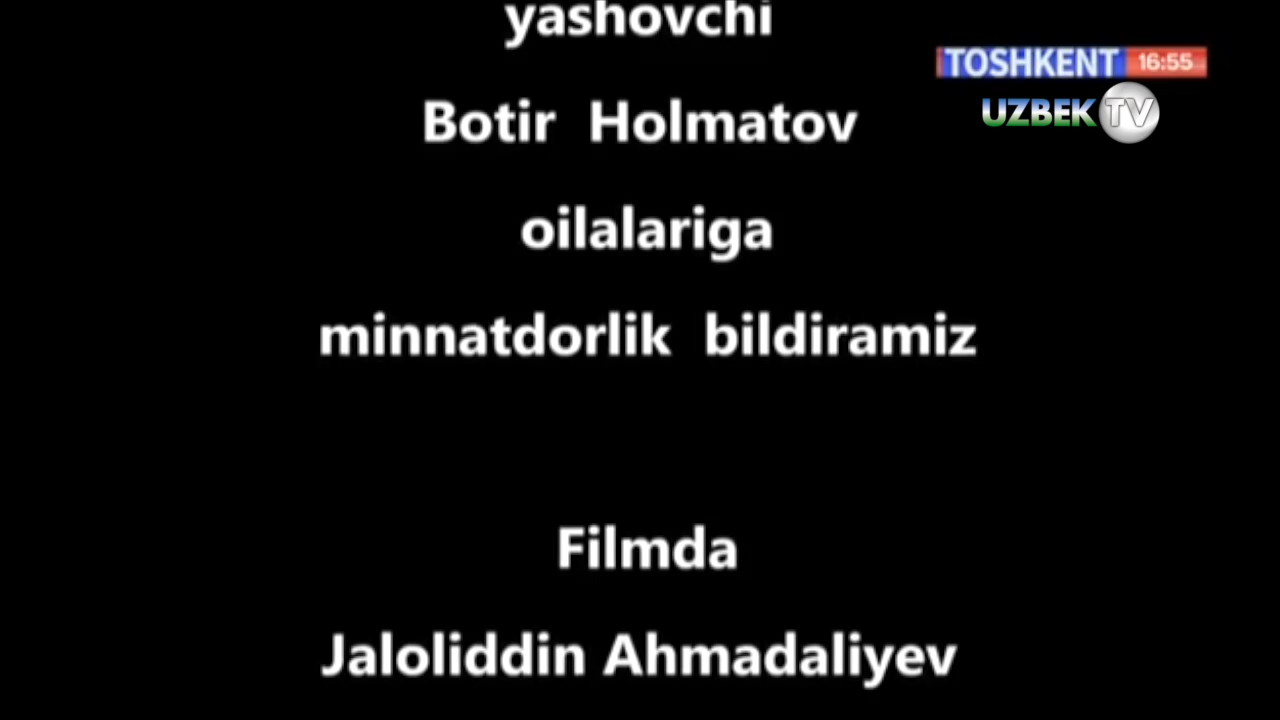 yashovchi
TOSHKENT 16:55
UZBEK TV
Botir Holmatov
oilalariga
minnatdorlik bildiramiz
Filmda
Jaloliddin Ahmadaliyev